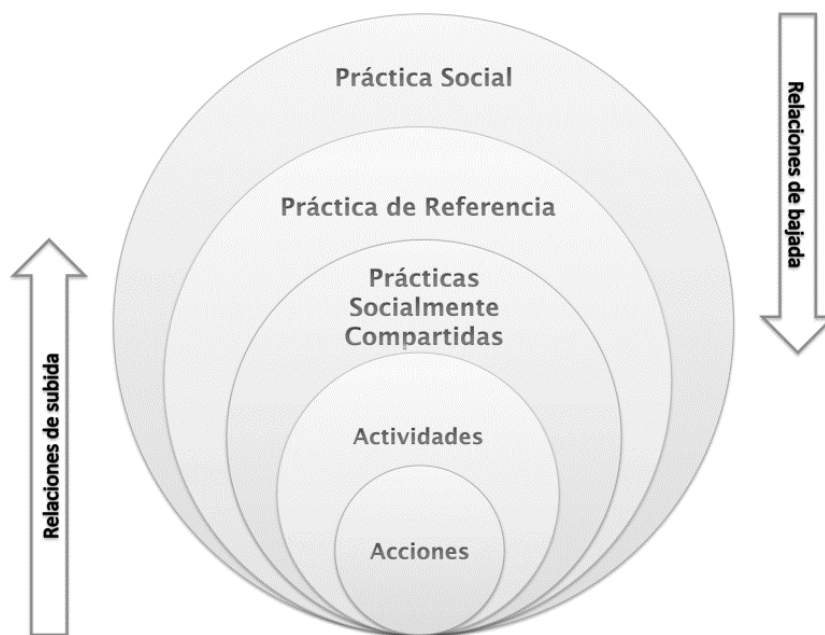 Práctica Social
Práctica de Referencia
Prácticas
Socialmente
Compartidas
Actividades
Acciones
Relaciones de subida
Relaciones de bajada